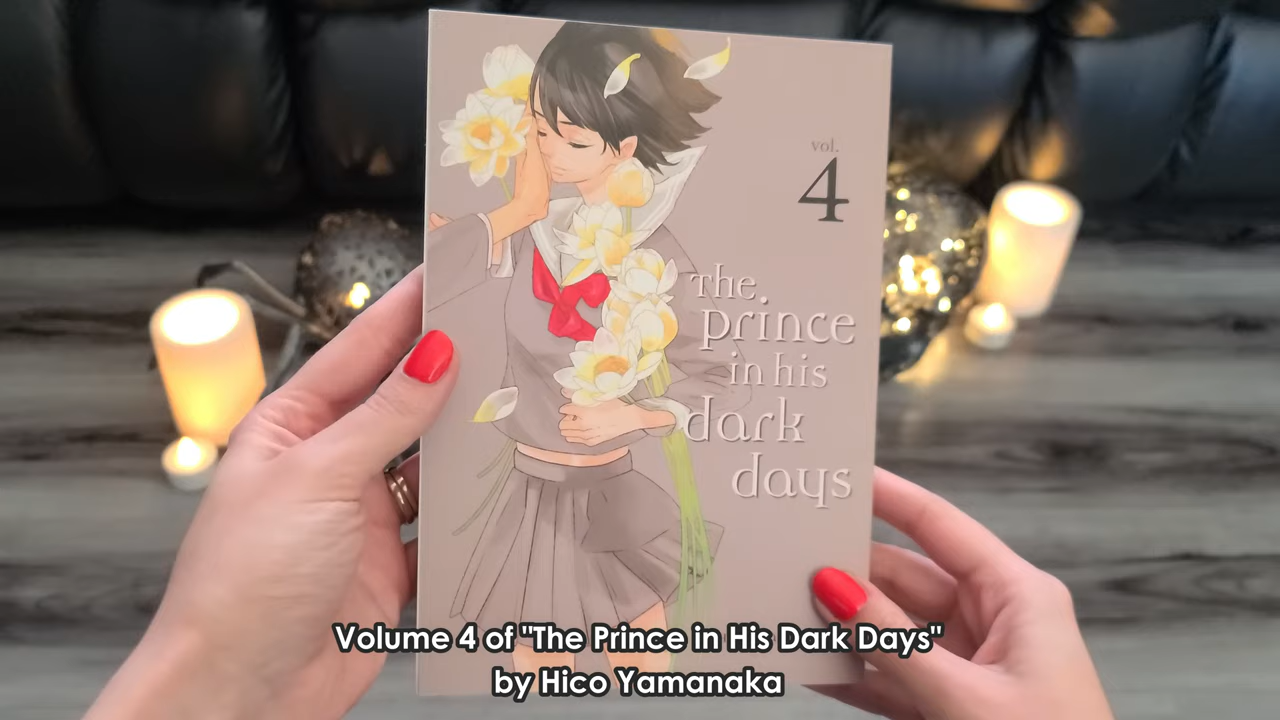 vol.
4
The
prince
in his
dark
days
Volume 4 of "The Prince in His Dark Days"
by Hico Yamanaka